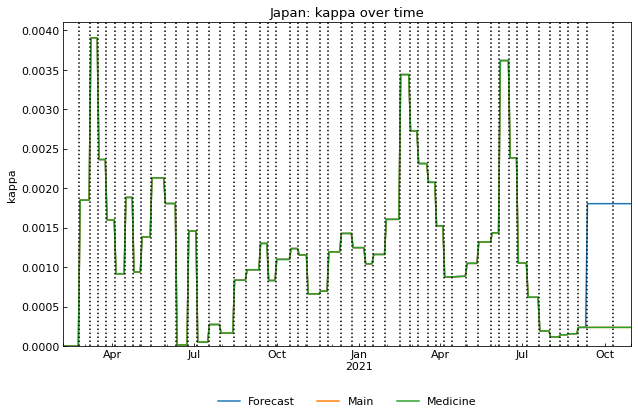 Japan: kappa over time
0.0040
0.0035
0.0030
0.0025
0.0020
0.0015
0.0010
0.0005
0.0000
kappa
Apr Jul Oct Jan Apr Jul Oct
2021
Forecast Main Medicine